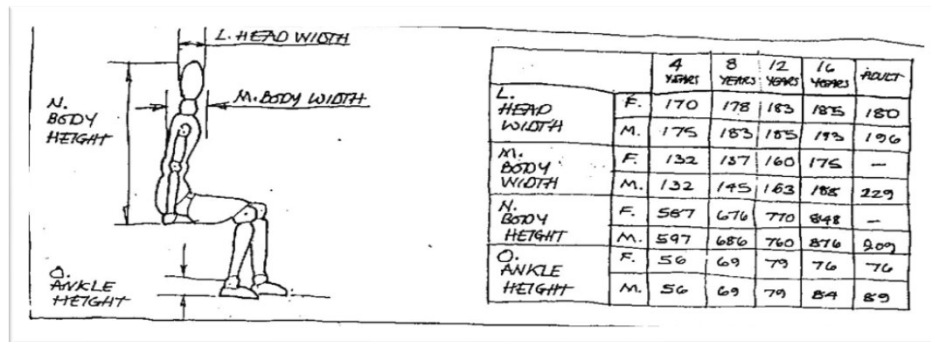 L. HEAD WIDTH
M. BODY WIDTH
N.
BODY
HEIGHT
O.
ANKLE
HEIGHT
4 YEARS 8 YEARS 12 YEARS 16 YEARS ADULT
L. HEAD WIDTH F. 170 178 183 185 180
M. 175 183 185 193 196
M. BODY WIDTH F. 132 137 160 175 —
M. 132 145 163 188 229
N. BODY HEIGHT F. 587 676 770 848 —
M. 597 686 760 876 909
O. ANKLE HEIGHT F. 56 69 79 76 76
M. 56 69 79 84 89